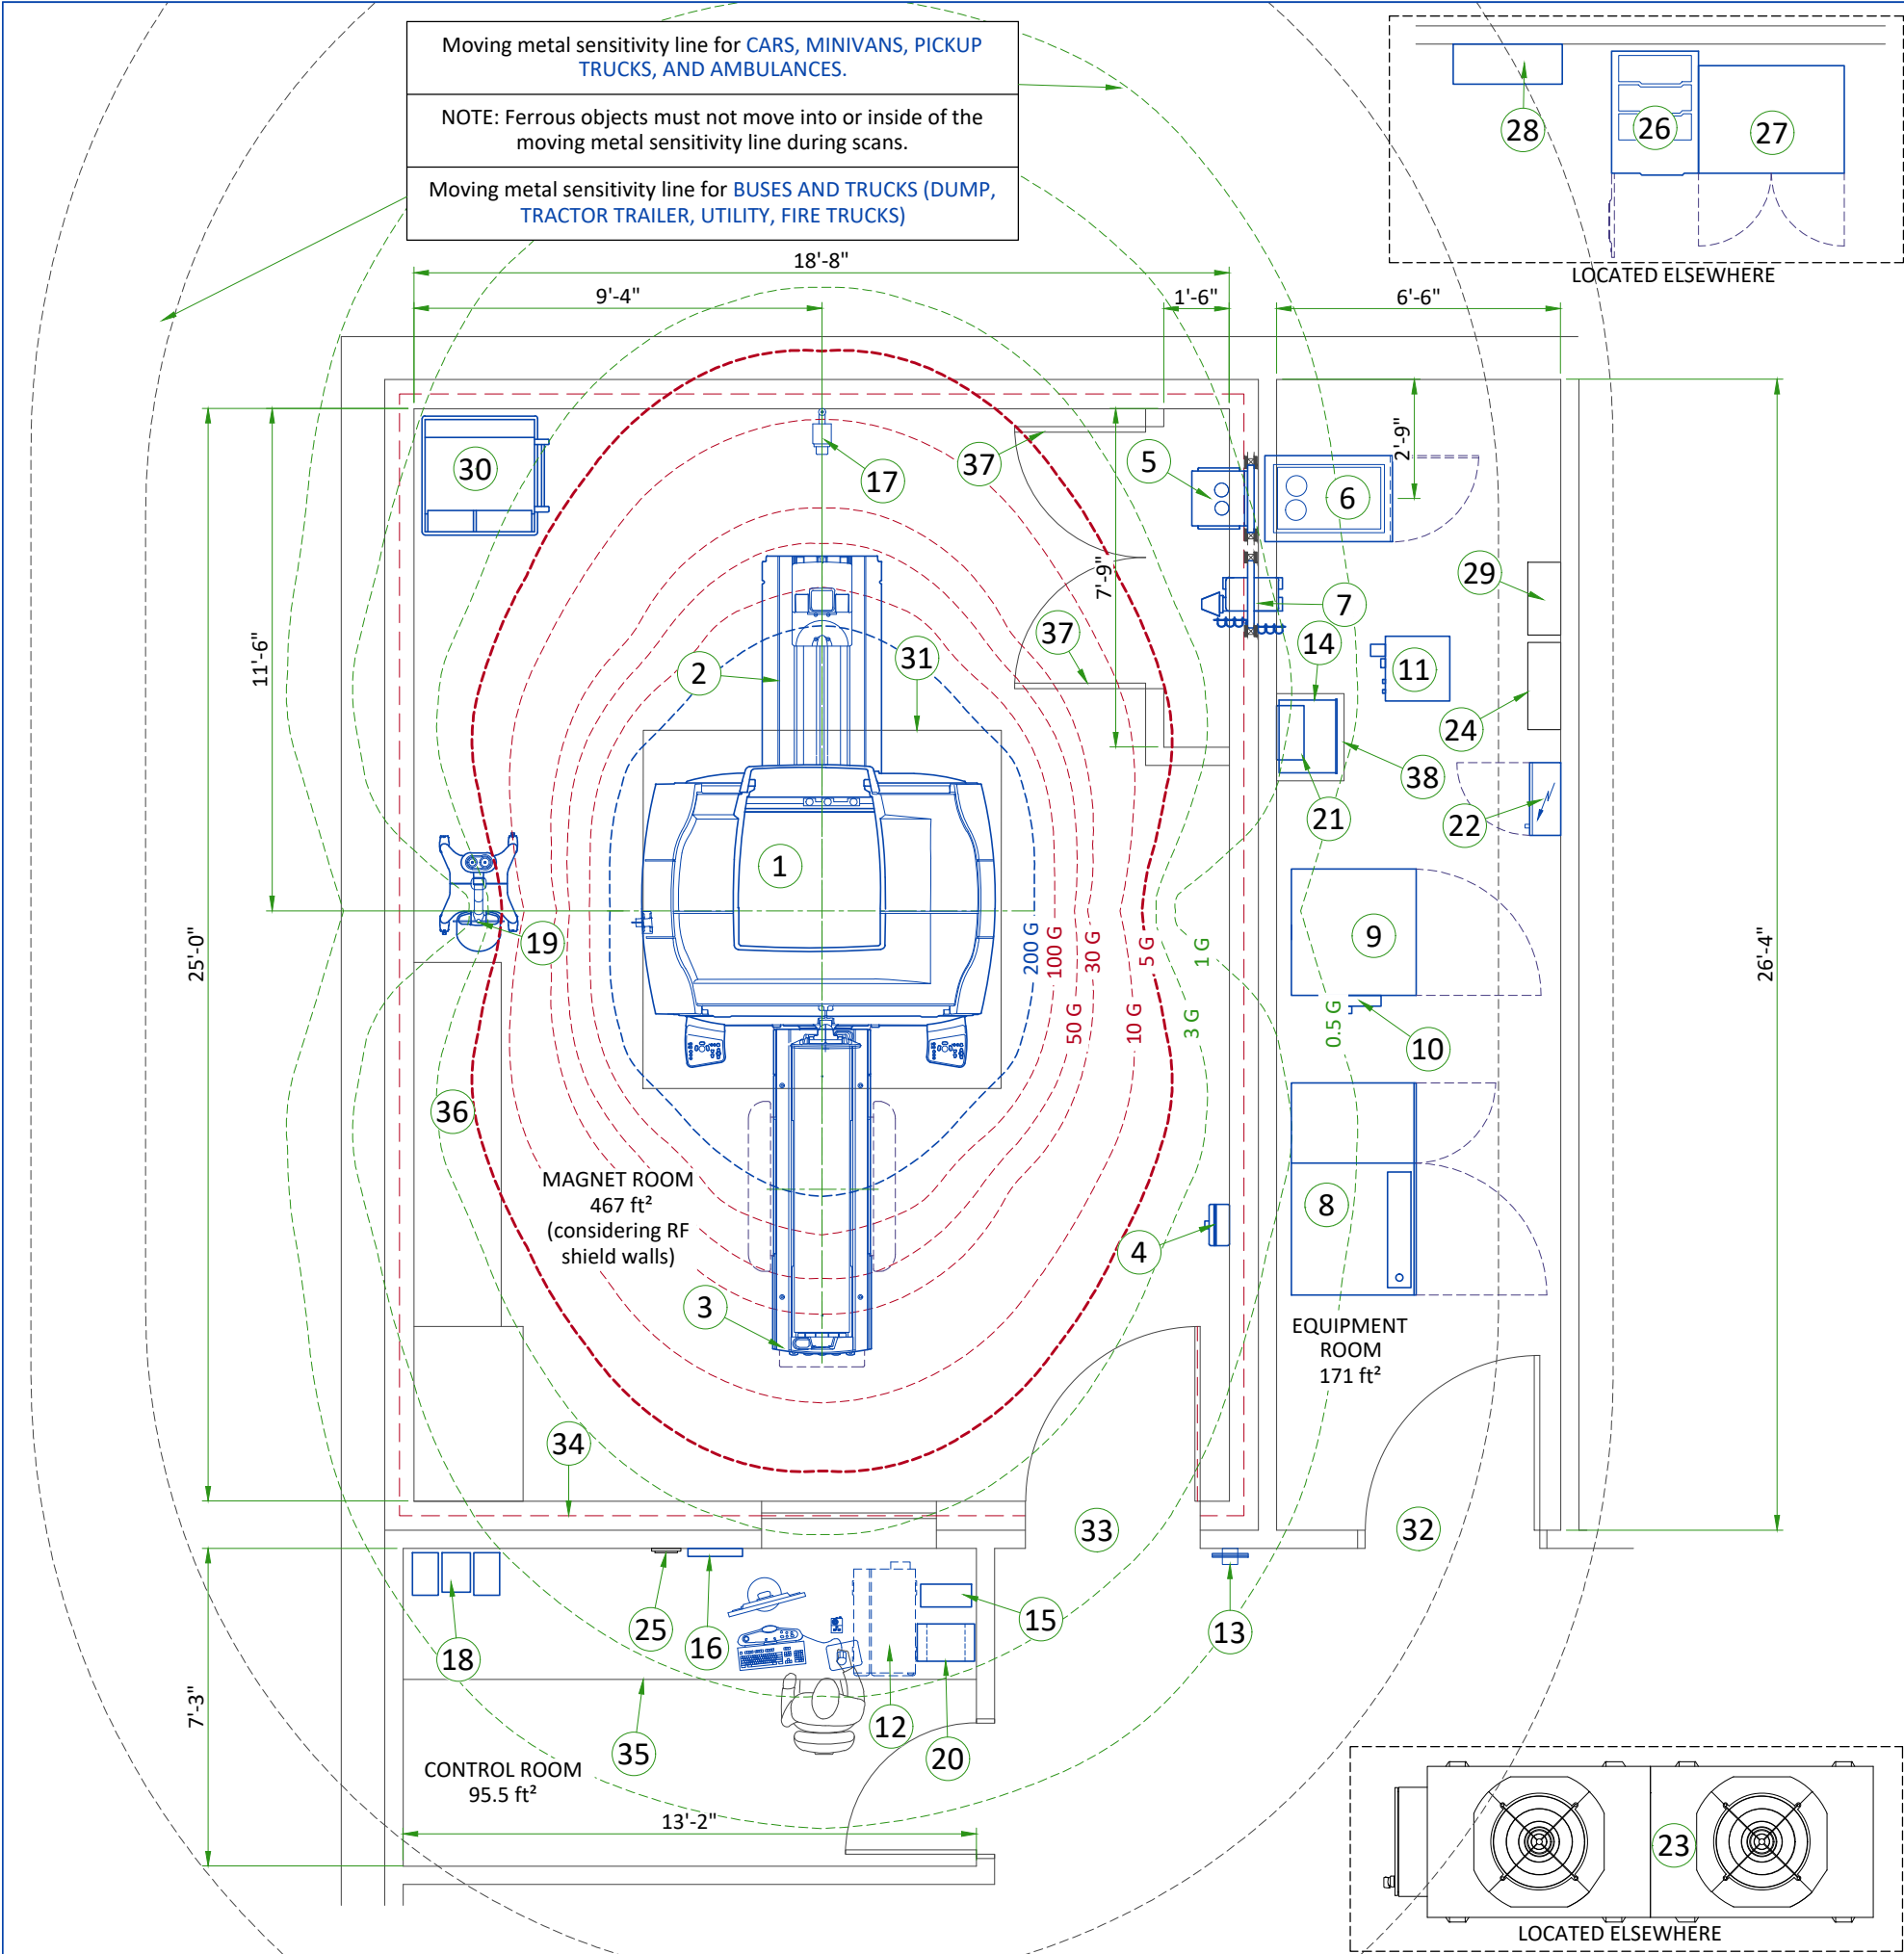 Moving metal sensitivity line for CARS, MINIVANS, PICKUP
TRUCKS, AND AMBULANCES.
NOTE: Ferrous objects must not move into or inside of the
moving metal sensitivity line during scans.
Moving metal sensitivity line for BUSES AND TRUCKS (DUMP,
TRACTOR TRAILER, UTILITY, FIRE TRUCKS)
28
26
27
LOCATED ELSEWHERE
18'-8"
9'-4"
1'-6"
6'-6"
30
17
37
5
6
2'-9"
7'-9"
29
7
37
14
31
2
11
11'-6"
24
38
21
22
1
19
9
25'-0"
26'-4"
200 G
100 G
30 G
5 G
1 G
50 G
10 G
3 G
0.5 G
10
36
MAGNET ROOM
467 ft²
(considering RF
shield walls)
8
4
3
EQUIPMENT
ROOM
171 ft²
34
33
32
25
16
15
13
18
12
20
35
7'-3"
CONTROL ROOM
95.5 ft²
13'-2"
23
LOCATED ELSEWHERE